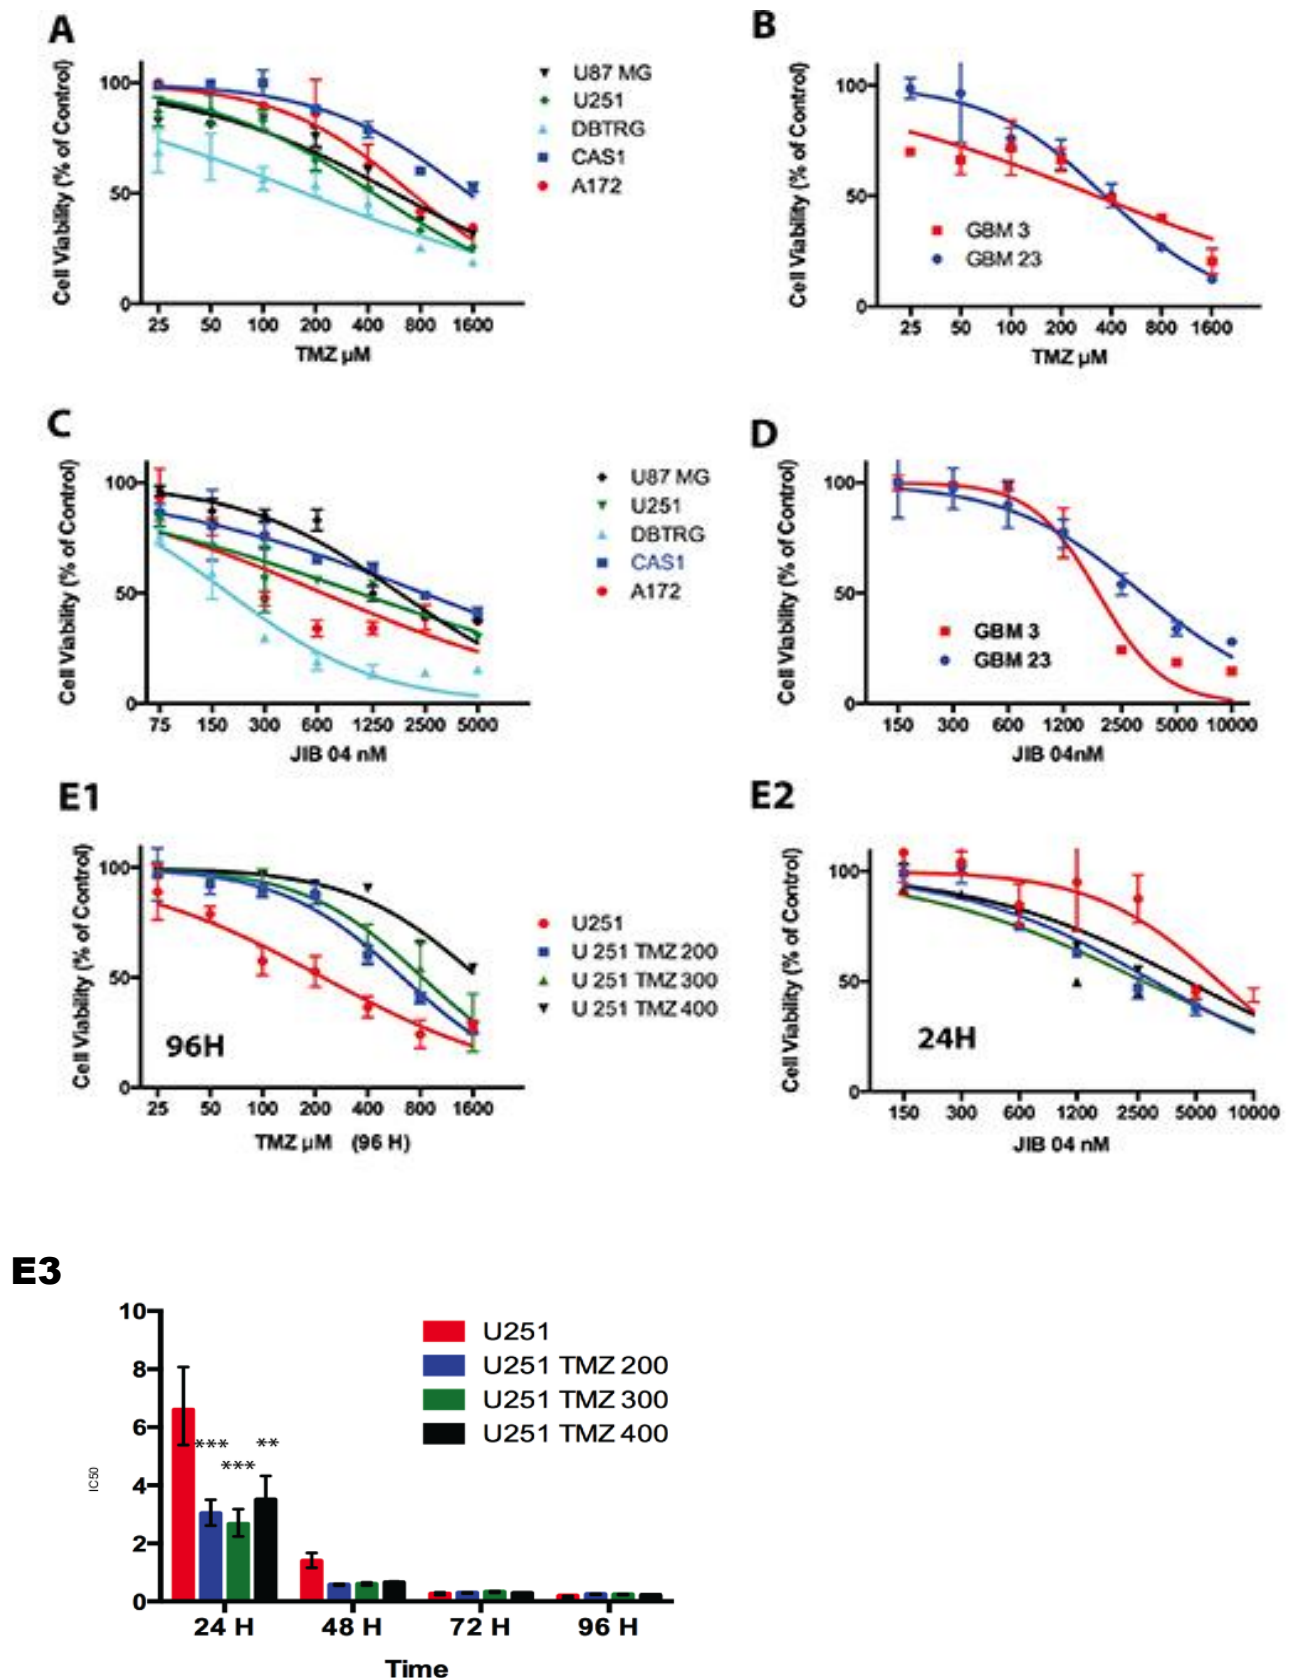 A
Cell Viability (% of Control)
100
50
0
25 50 100 200 400 800 1600
TMZ µM
U87 MG
U251
DBTRG
CAS1
A172
B
Cell Viability (% of Control)
100
50
0
25 50 100 200 400 800 1600
TMZ µM
GBM 3
GBM 23
C
Cell Viability (% of Control)
100
50
0
75 150 300 600 1250 2500 5000
JIB 04 nM
U87 MG
U251
DBTRG
CAS1
A172
D
Cell Viability (% of Control)
100
50
0
150 300 600 1200 2500 5000 10000
JIB 04nM
GBM 3
GBM 23
E1
Cell Viability (% of Control)
100
50
0
96H
25 50 100 200 400 800 1600
TMZ µM (96 H)
U251
U 251 TMZ 200
U 251 TMZ 300
U 251 TMZ 400
E2
Cell Viability (% of Control)
100
50
0
24H
150 300 600 1200 2500 5000 10000
JIB 04 nM
E3
IC50
10
8
6
4
2
0
*** **
***
U251
U251 TMZ 200
U251 TMZ 300
U251 TMZ 400
24 H 48 H 72 H 96 H
Time